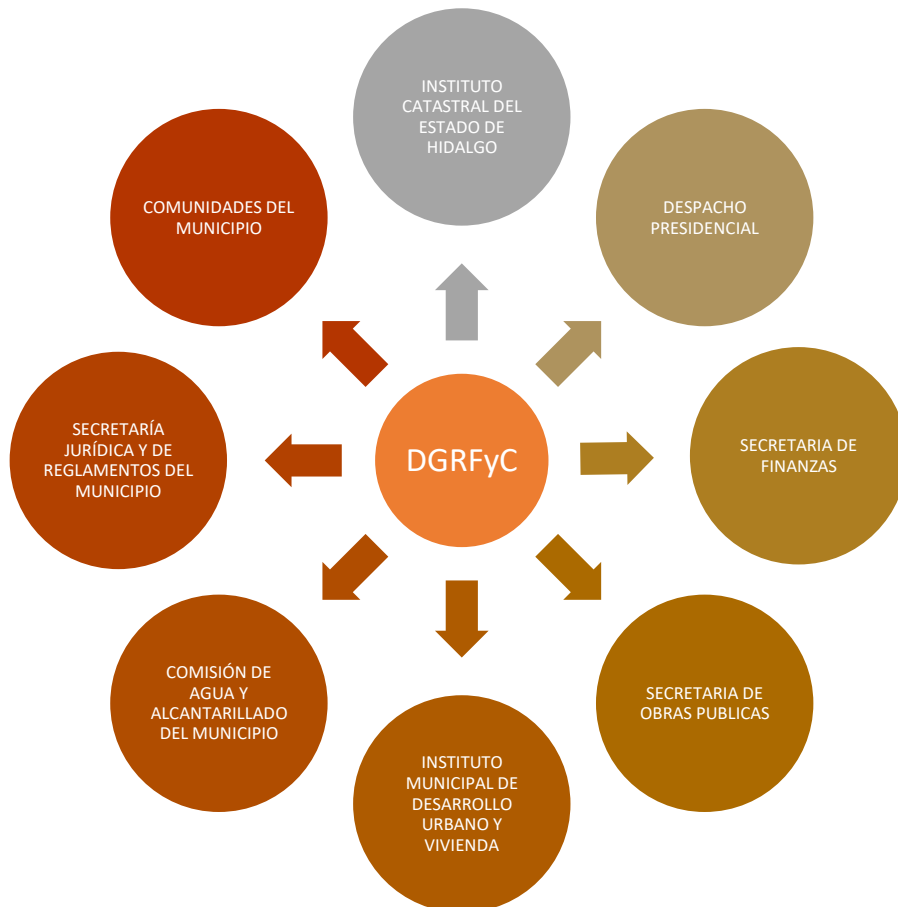 INSTITUTO
CATASTRAL DEL
ESTADO DE
HIDALGO
COMUNIDADES DEL
MUNICIPIO
DESPACHO
PRESIDENCIAL
SECRETARÍA
JURÍDICA Y DE
REGLAMENTOS DEL
MUNICIPIO
DGRFyC
SECRETARIA DE
FINANZAS
COMISIÓN DE
AGUA Y
ALCANTARILLADO
DEL MUNICIPIO
SECRETARIA DE
OBRAS PUBLICAS
INSTITUTO
MUNICIPAL DE
DESARROLLO
URBANO Y
VIVIENDA